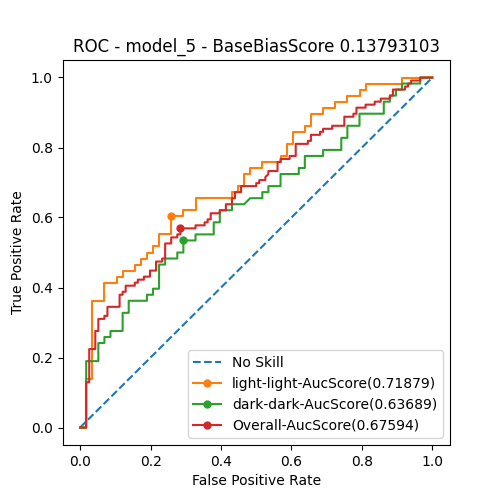 ROC - model_5 - BaseBiasScore 0.13793103
1.0
0.8
0.6
0.4
0.2
0.0
True Positive Rate
No Skill
light-light-AucScore(0.71879)
dark-dark-AucScore(0.63689)
Overall-AucScore(0.67594)
0.0 0.2 0.4 0.6 0.8 1.0
False Positive Rate